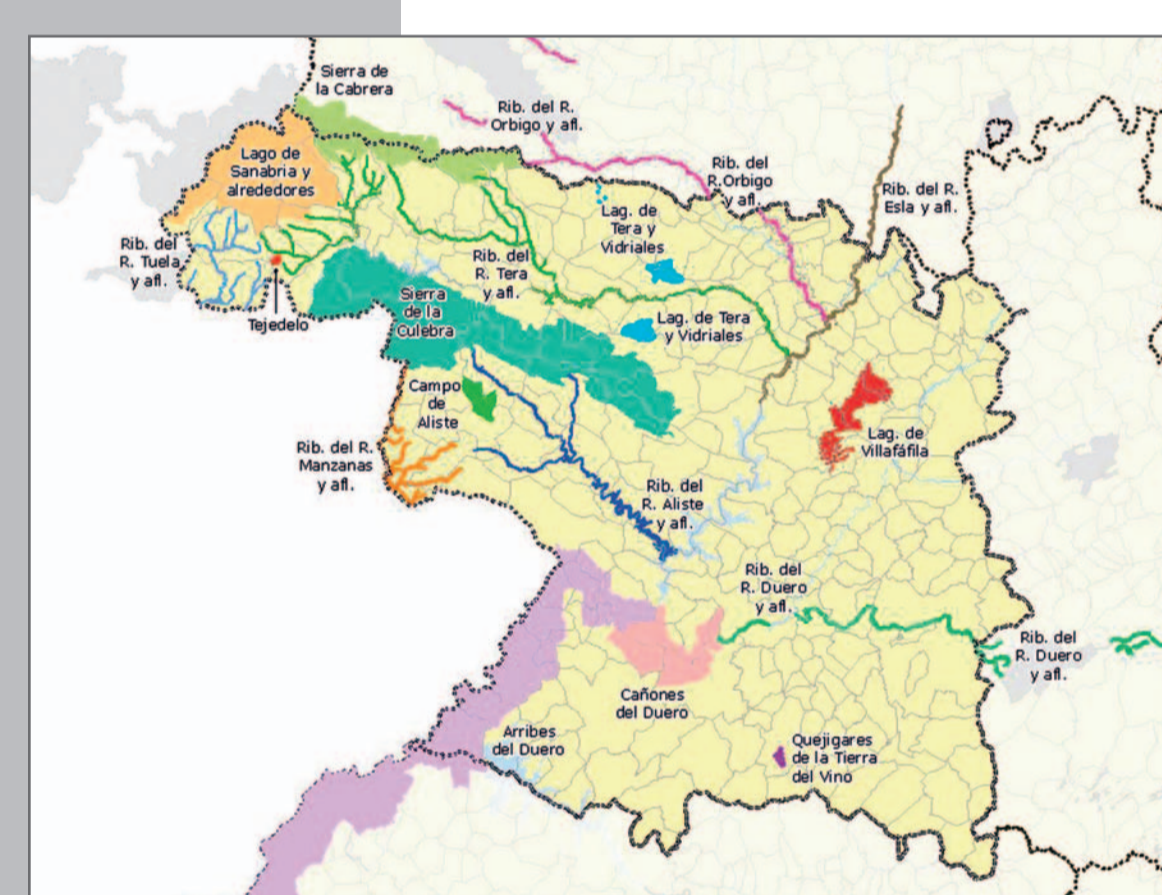 Sierra de
la Cabrera
Rib. del R.
Orbigo y afl.
Lago de
Sanabria y
alrededores
Rib. del
R.Orbigo
y afl.
Rib. del R.
Esla y afl.
Lag. de
Tera y
Vidriales
Rib. del
R. Tuela
y afl.
Rib. del
R. Tera
y afl.
Tejedelo
Sierra
de la
Culebra
Lag. de Tera
y Vidriales
Campo
de
Aliste
Lag. de
Villafáfila
Rib. del R.
Manzanas
y afl.
Rib. del
R. Aliste
y afl.
Rib. del
R. Duero
y afl.
Rib. del
R. Duero
y afl.
Cañones
del Duero
Arribes
del Duero
Quejigares
de la Tierra
del Vino